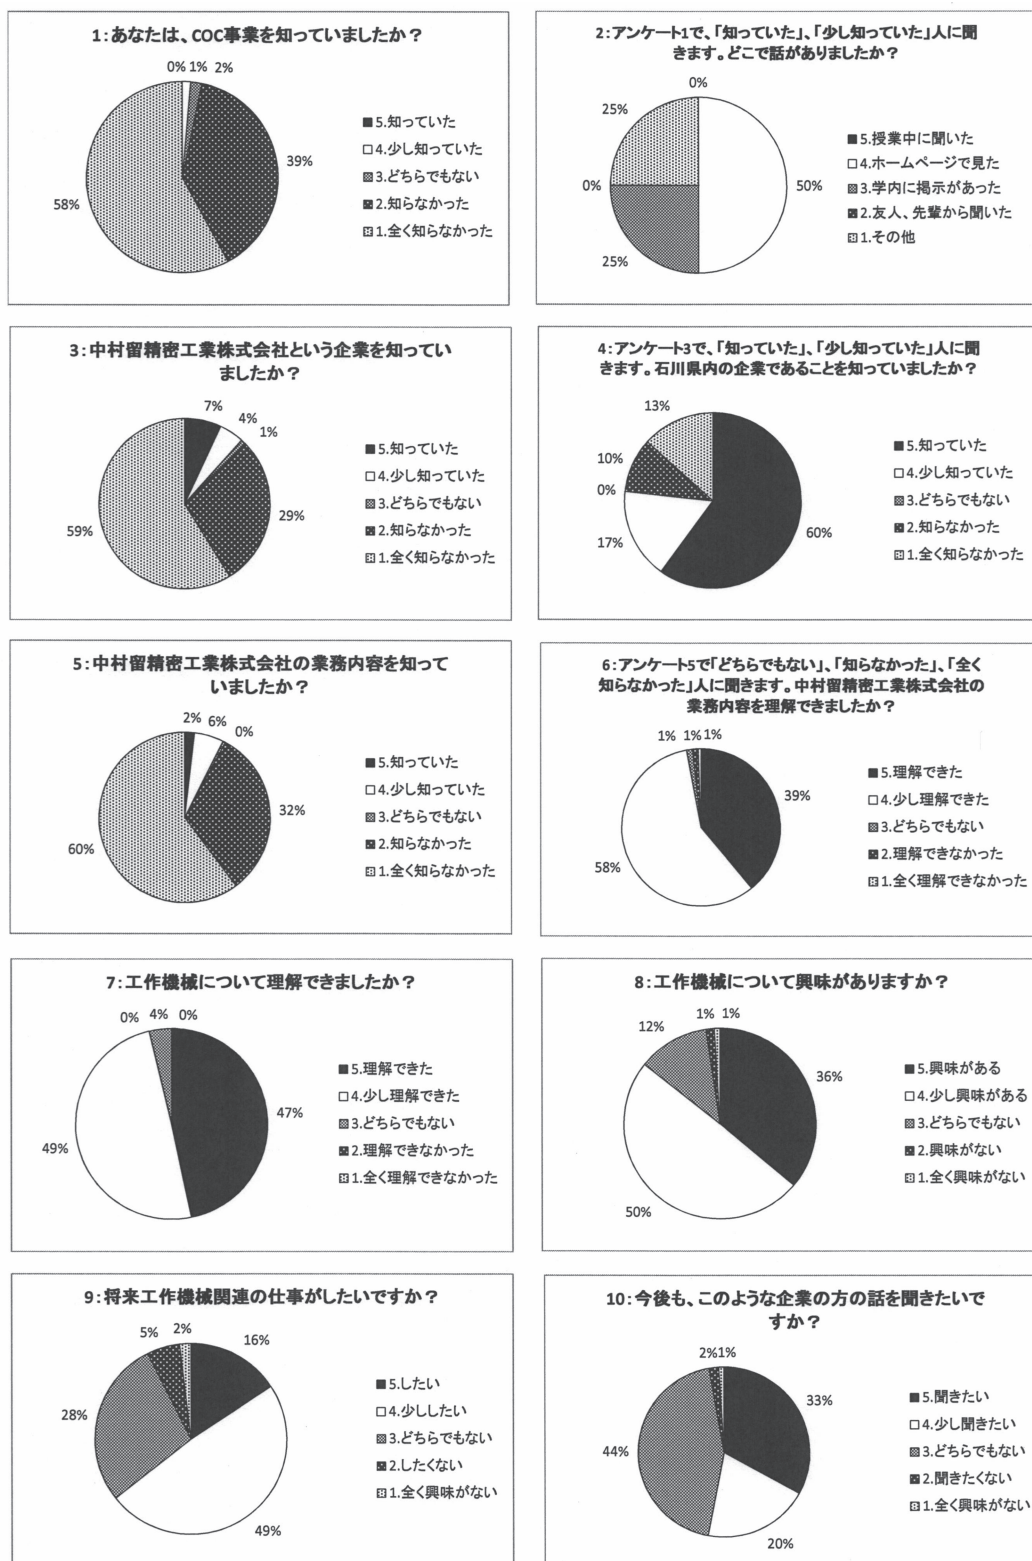 1:あなたは、COC事業を知っていましたか?
0%
1%
2%
39%
58%
■5.知っていた
□4.少し知っていた
3.どちらでもない
2.知らなかった
1.全く知らなかった
2:アンケート1で、「知っていた」、「少し知っていた」人に聞
きます。どこで話がありましたか?
0%
25%
50%
0%
25%
■5.授業中に聞いた
□4.ホームページで見た
3.学内に掲示があった
2.友人、先輩から聞いた
1.その他
3:中村留精密工業株式会社という企業を知ってい
ましたか?
7%
4%
1%
29%
59%
■5.知っていた
□4.少し知っていた
3.どちらでもない
2.知らなかった
1.全く知らなかった
4:アンケート3で、「知っていた」、「少し知っていた」人に聞
きます。石川県内の企業であることを知っていましたか?
13%
10%
0%
17%
60%
■5.知っていた
□4.少し知っていた
3.どちらでもない
2.知らなかった
1.全く知らなかった
5:中村留精密工業株式会社の業務内容を知って
いましたか?
2%
6%
0%
32%
60%
■5.知っていた
□4.少し知っていた
3.どちらでもない
2.知らなかった
1.全く知らなかった
6:アンケート5で「どちらでもない」、「知らなかった」、「全く
知らなかった」人に聞きます。中村留精密工業株式会社の
業務内容を理解できましたか?
1%
1%
1%
39%
58%
■5.理解できた
□4.少し理解できた
3.どちらでもない
2.理解できなかった
1.全く理解できなかった
7:工作機械について理解できましたか?
0%
4%
0%
47%
49%
■5.理解できた
□4.少し理解できた
3.どちらでもない
2.理解できなかった
1.全く理解できなかった
8:工作機械について興味がありますか?
12%
1%
1%
36%
50%
■5.興味がある
□4.少し興味がある
3.どちらでもない
2.興味がない
1.全く興味がない
9:将来工作機械関連の仕事がしたいですか?
5%
2%
16%
28%
49%
■5.したい
□4.少ししたい
3.どちらでもない
2.したくない
1.全く興味がない
10:今後も、このような企業の方の話を聞きたいで
すか?
2%
1%
33%
44%
20%
■5.聞きたい
□4.少し聞きたい
3.どちらでもない
2.聞きたくない
1.全く興味がない